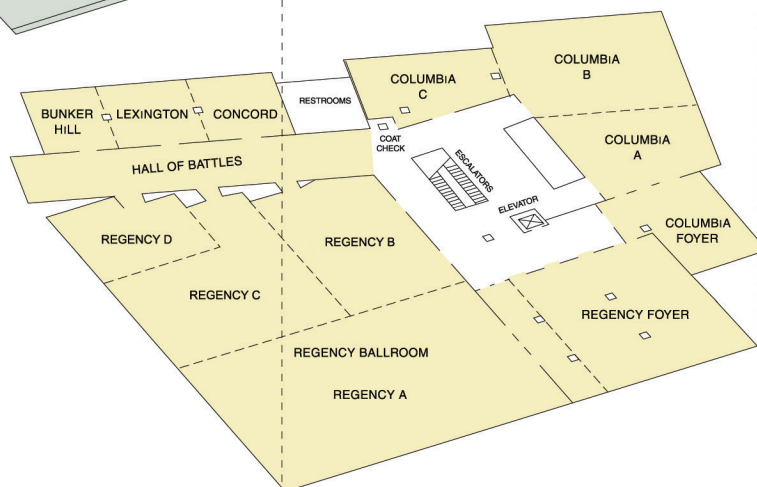 COLUMBIA
B
COLUMBIA
C
BUNKER
HILL
LEXINGTON
CONCORD
RESTROOMS
COAT
CHECK
COLUMBIA
A
HALL OF BATTLES
ESCALATORS
ELEVATOR
COLUMBIA
FOYER
REGENCY D
REGENCY B
REGENCY C
REGENCY FOYER
REGENCY BALLROOM
REGENCY A